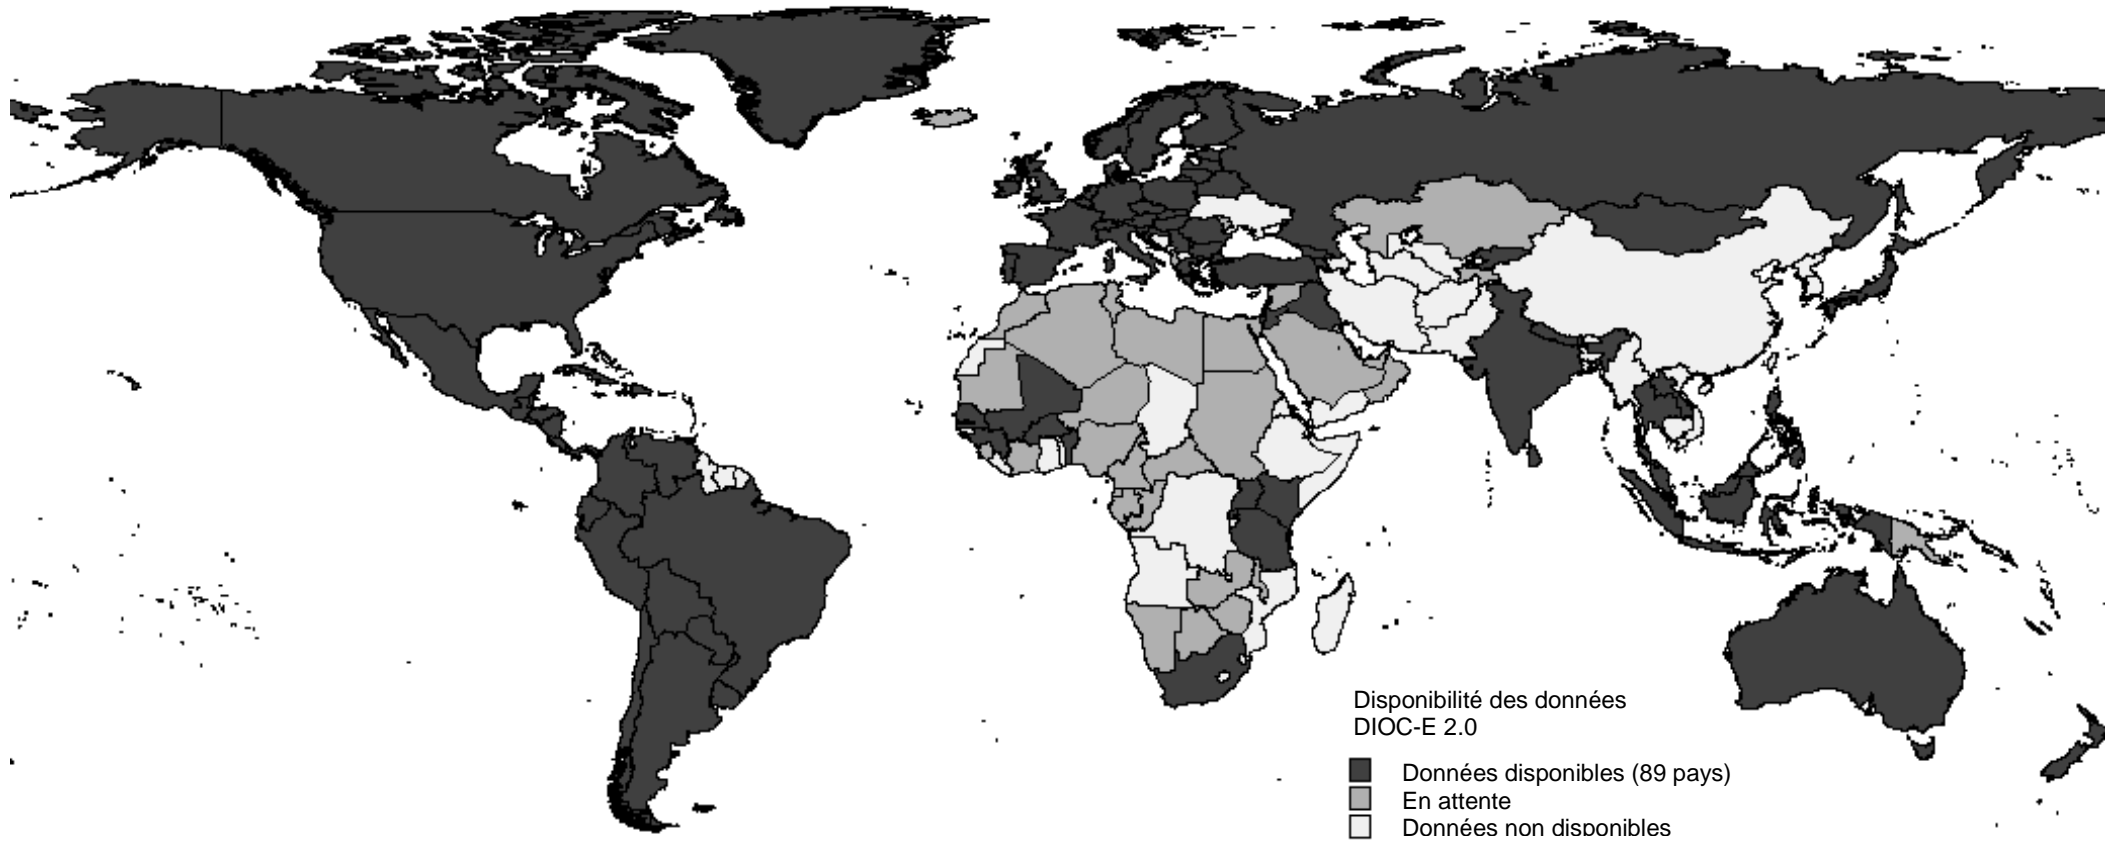 Disponibilité des données
DIOC-E 2.0
Données disponibles (89 pays)
En attente
Données non disponibles